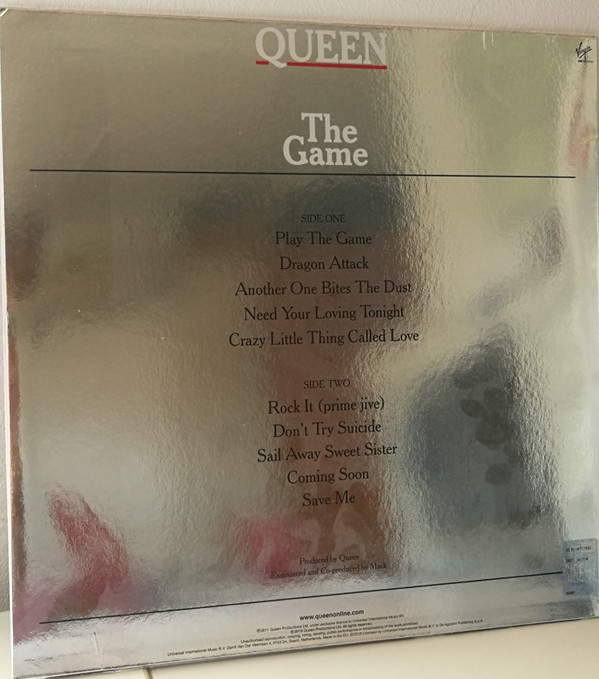 QUEEN
Virgin
The
Game
SIDE ONE
Play The Game
Dragon Attack
Another One Bites The Dust
Need Your Loving Tonight
Crazy Little Thing Called Love
SIDE TWO
Rock It (prime jive)
Don't Try Suicide
Sail Away Sweet Sister
Coming Soon
Save Me
Produced by Queen
Engineered and Co-produced by Mack
www.queenonline.com